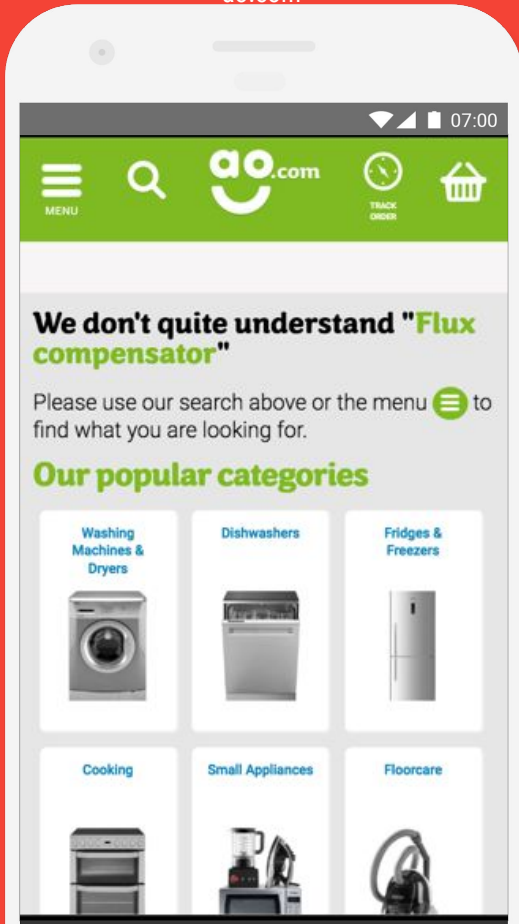 07:00
MENU
ao.com
TRACK
ORDER
We don't quite understand "Flux
compensator"
Please use our search above or the menu to
find what you are looking for.
Our popular categories
Washing
Machines &
Dryers
Dishwashers
Fridges &
Freezers
Cooking
Small Appliances
Floorcare